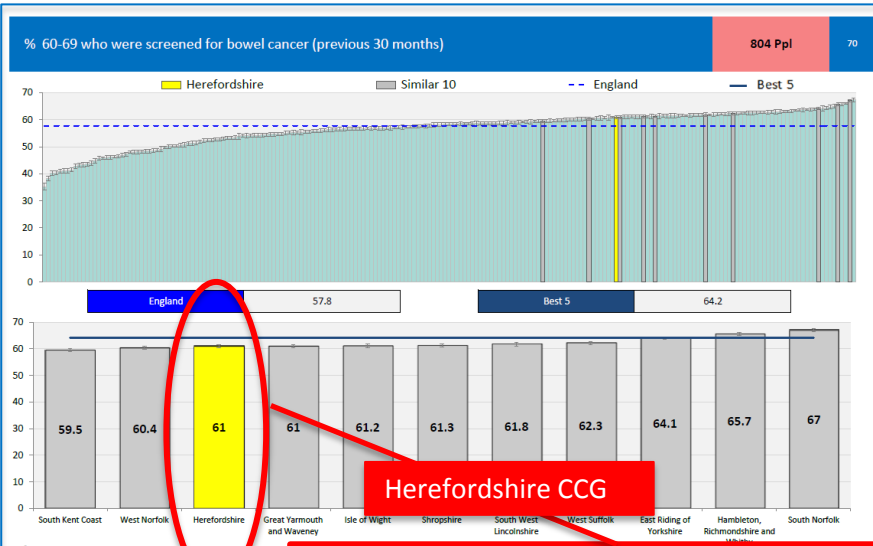 % 60-69 who were screened for bowel cancer (previous 30 months) 804 Ppl 70
Herefordshire Similar 10 England Best 5
70
60
50
40
30
20
10
0
England 57.8 Best 5 64.2
70
60
50
40
30
20
10
0
59.5 60.4 61 61 61.2 61.3 61.8 62.3 64.1 65.7 67
Herefordshire CCG
South Kent Coast West Norfolk Herefordshire Great Yarmouth Isle of Wight Shropshire South West West Suffolk East Riding of Hambleton, South Norfolk
and Waveney Lincolnshire Yorkshire Richmondshire and